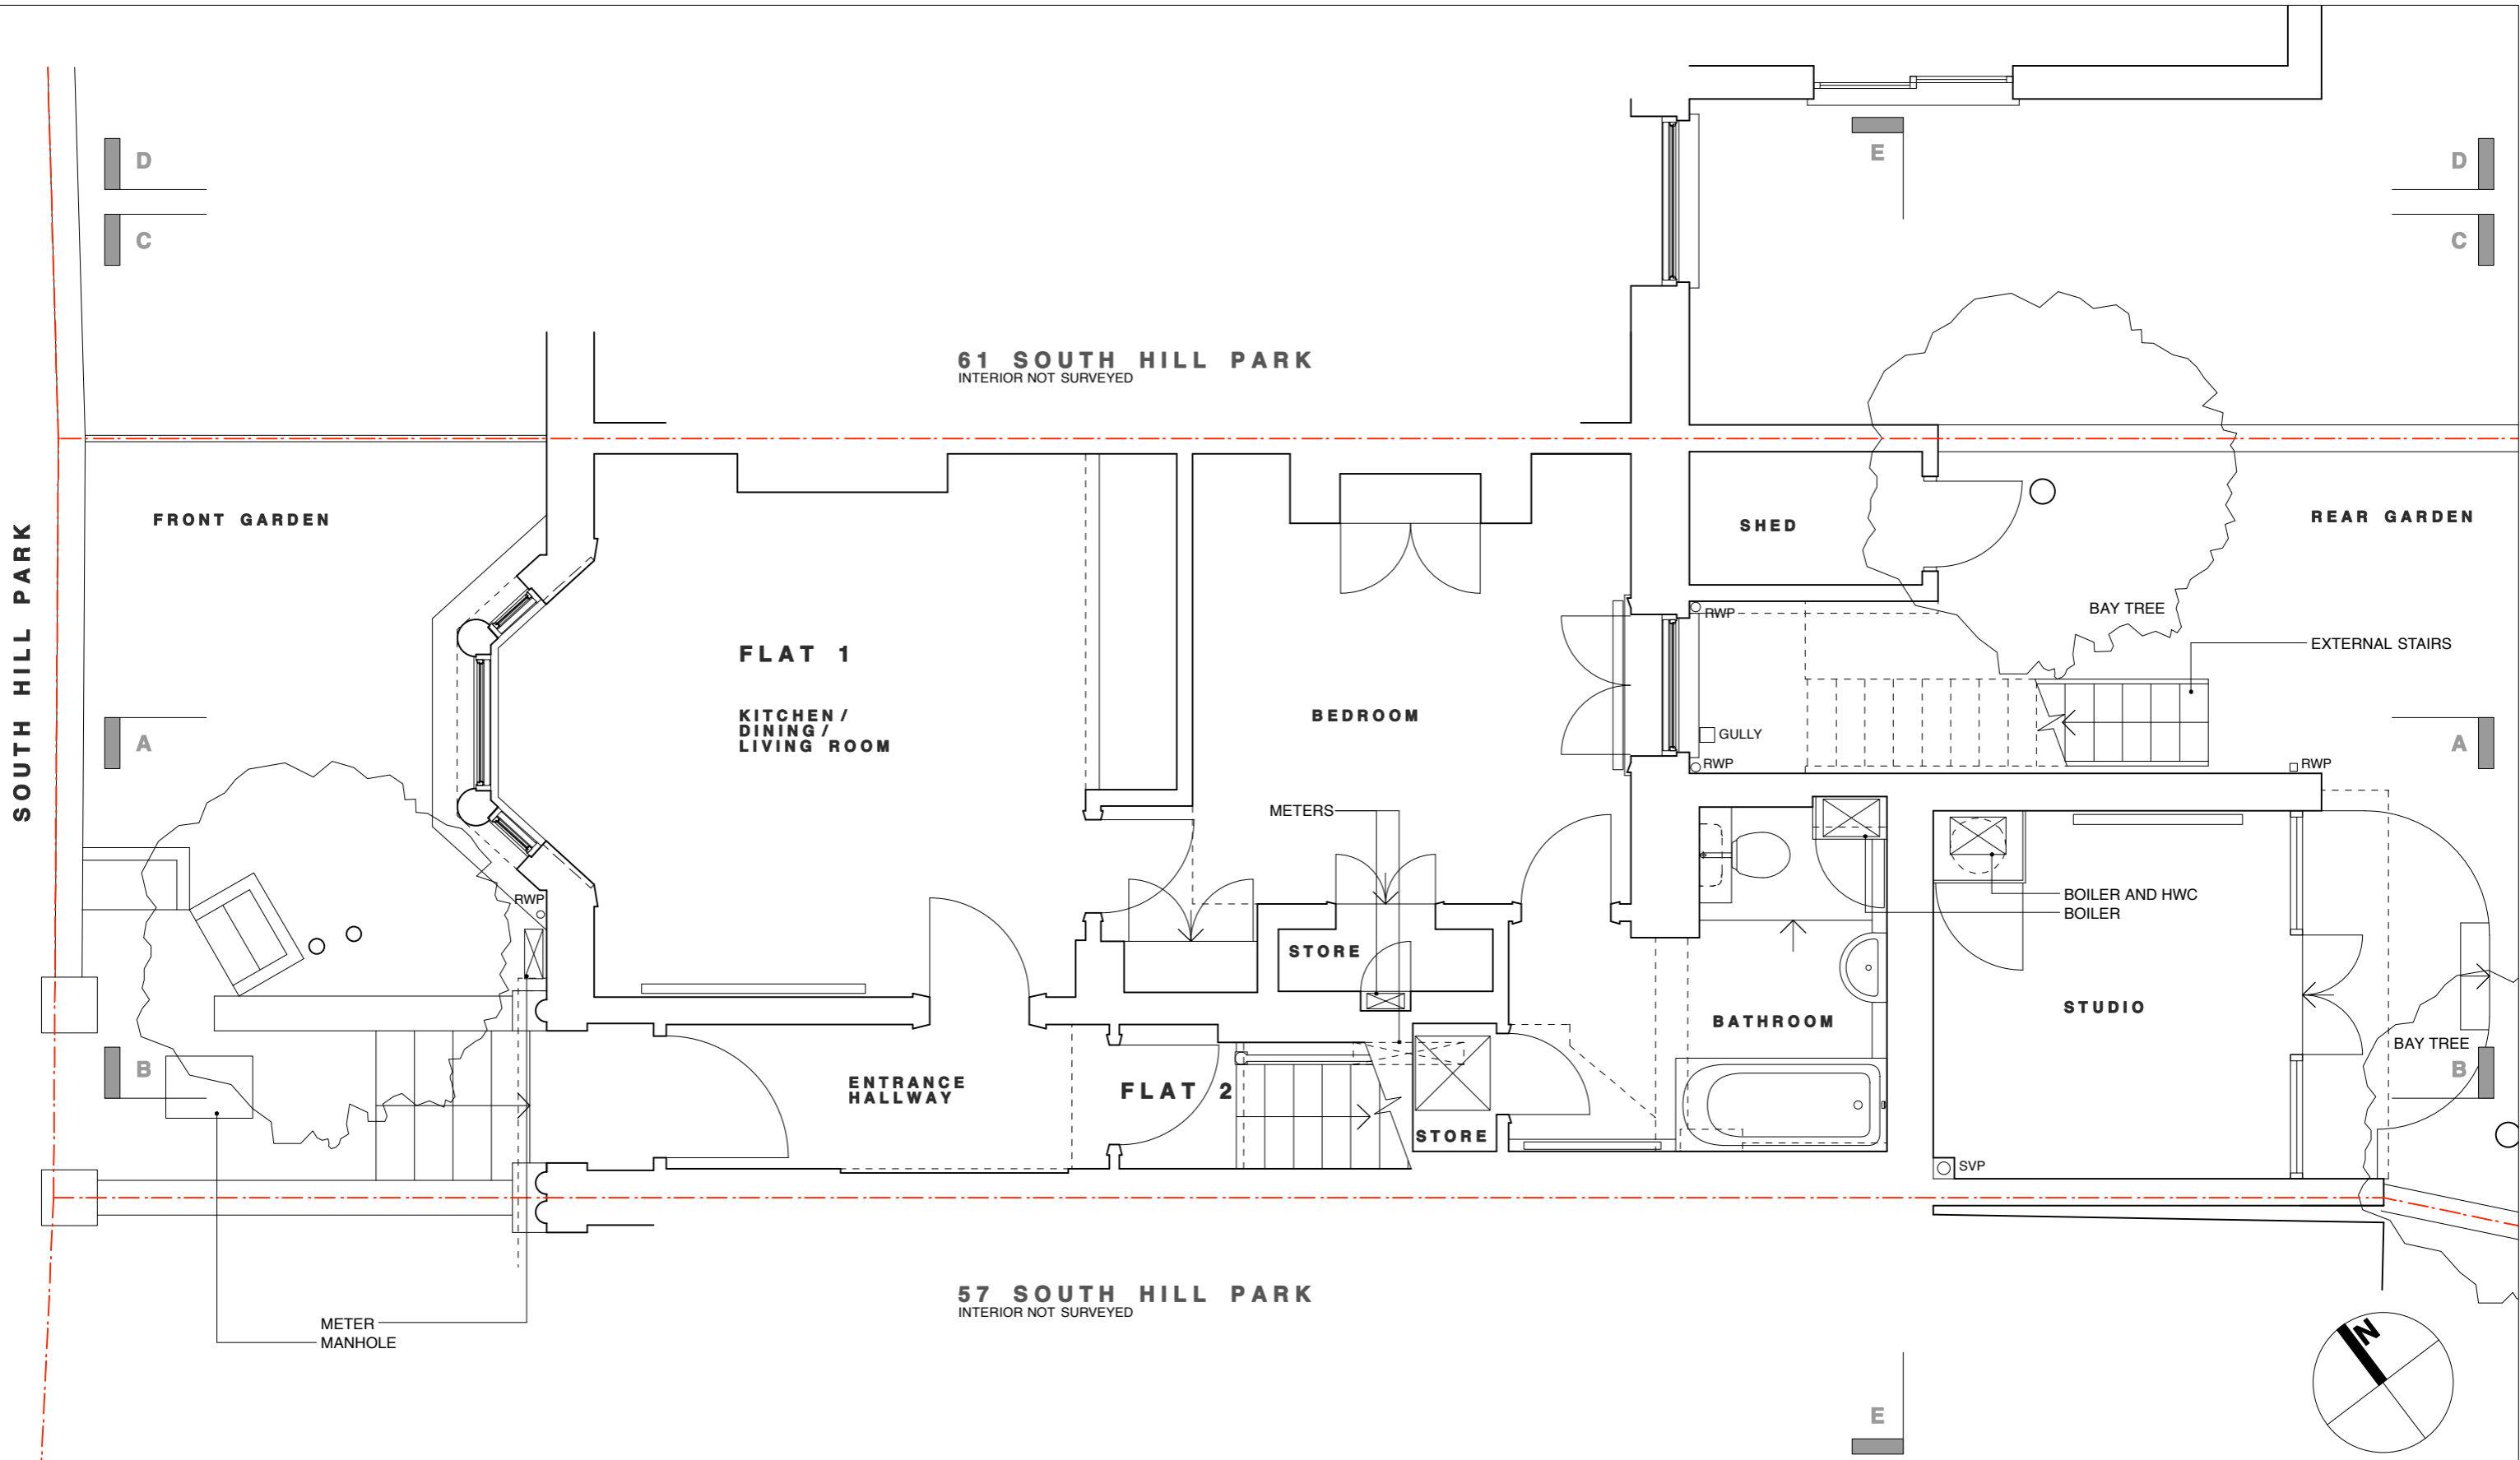 D
E
D
C
C
61 SOUTH HILL PARK
INTERIOR NOT SURVEYED
FRONT GARDEN
SHED
REAR GARDEN
SOUTH HILL PARK
RWP
BAY TREE
EXTERNAL STAIRS
FLAT 1
KITCHEN /
DINING /
LIVING ROOM
BEDROOM
A
GULLY
A
RWP
RWP
METERS
RWP
BOILER AND HWC
BOILER
STORE
STUDIO
BATHROOM
BAY TREE
B
ENTRANCE
HALLWAY
FLAT 2
B
STORE
SVP
57 SOUTH HILL PARK
INTERIOR NOT SURVEYED
METER
MANHOLE
N
E